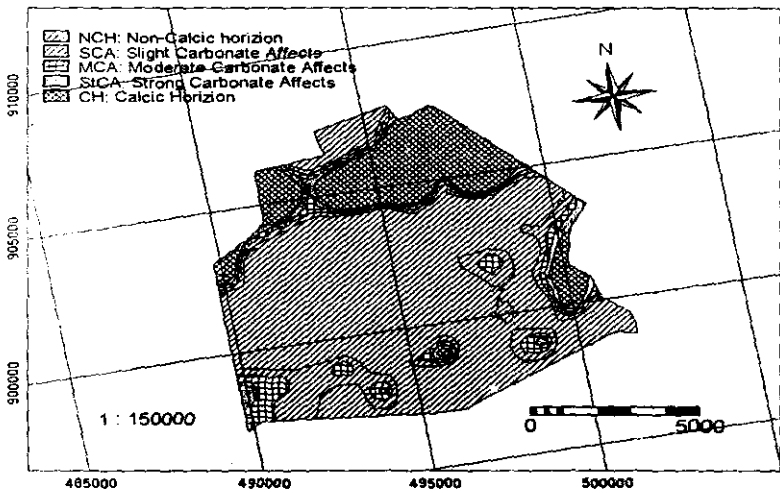 NCH: Non-Calcic horizion
SCA: Slight Carbonate Affects
MCA: Moderate Carbonate Affects
StCA: Strong Carbonate Affects
CH: Calcic Horizion
N
910000
905000
900000
1 : 150000
0 5000
485000 490000 495000 500000